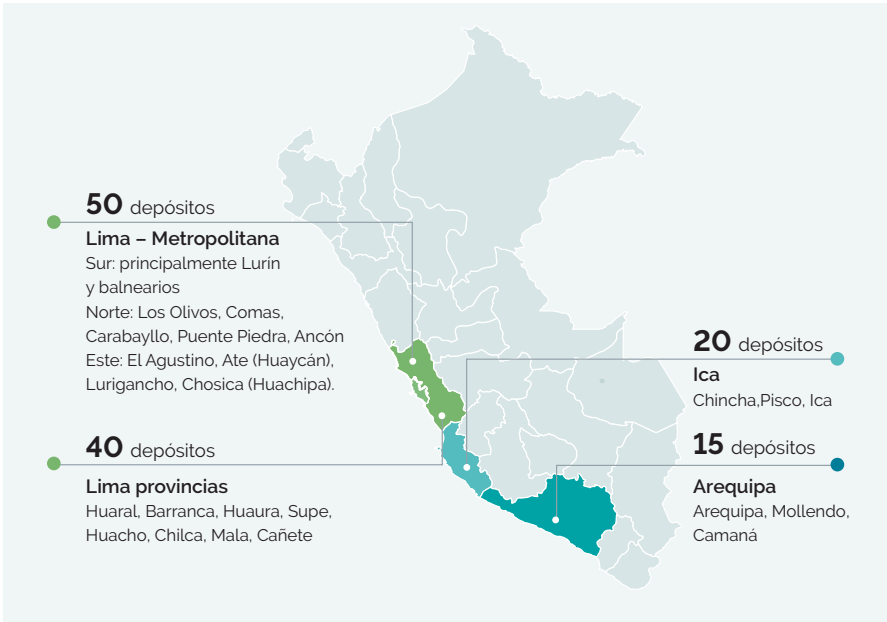 50 depósitos
Lima – Metropolitana
Sur: principalmente Lurín
y balnearios
Norte: Los Olivos, Comas,
Carabayllo, Puente Piedra, Ancón
Este: El Agustino, Ate (Huaycán),
Lurigancho, Chosica (Huachipa).
40 depósitos
Lima provincias
Huaral, Barranca, Huaura, Supe,
Huacho, Chilca, Mala, Cañete
20 depósitos
Ica
Chincha,Pisco, Ica
15 depósitos
Arequipa
Arequipa, Mollendo,
Camaná